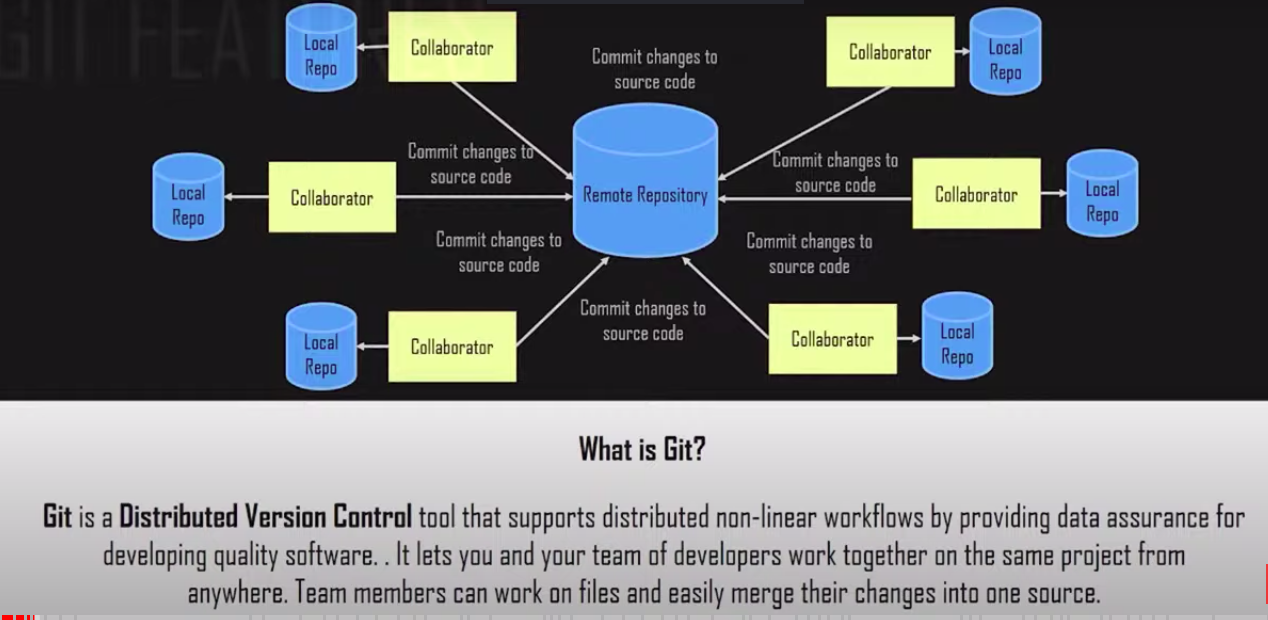 GIT FEATURES
Local
Repo
Collaborator
Commit changes to
source code
Collaborator
Local
Repo
Local
Repo
Collaborator
Commit changes to
source code
Remote Repository
Commit changes to
source code
Collaborator
Local
Repo
Commit changes to
source code
Commit changes to
source code
Local
Repo
Collaborator
Commit changes to
source code
Collaborator
Local
Repo
What is Git?
Git is a Distributed Version Control tool that supports distributed non-linear workflows by providing data assurance for
developing quality software. . It lets you and your team of developers work together on the same project from
anywhere. Team members can work on files and easily merge their changes into one source.